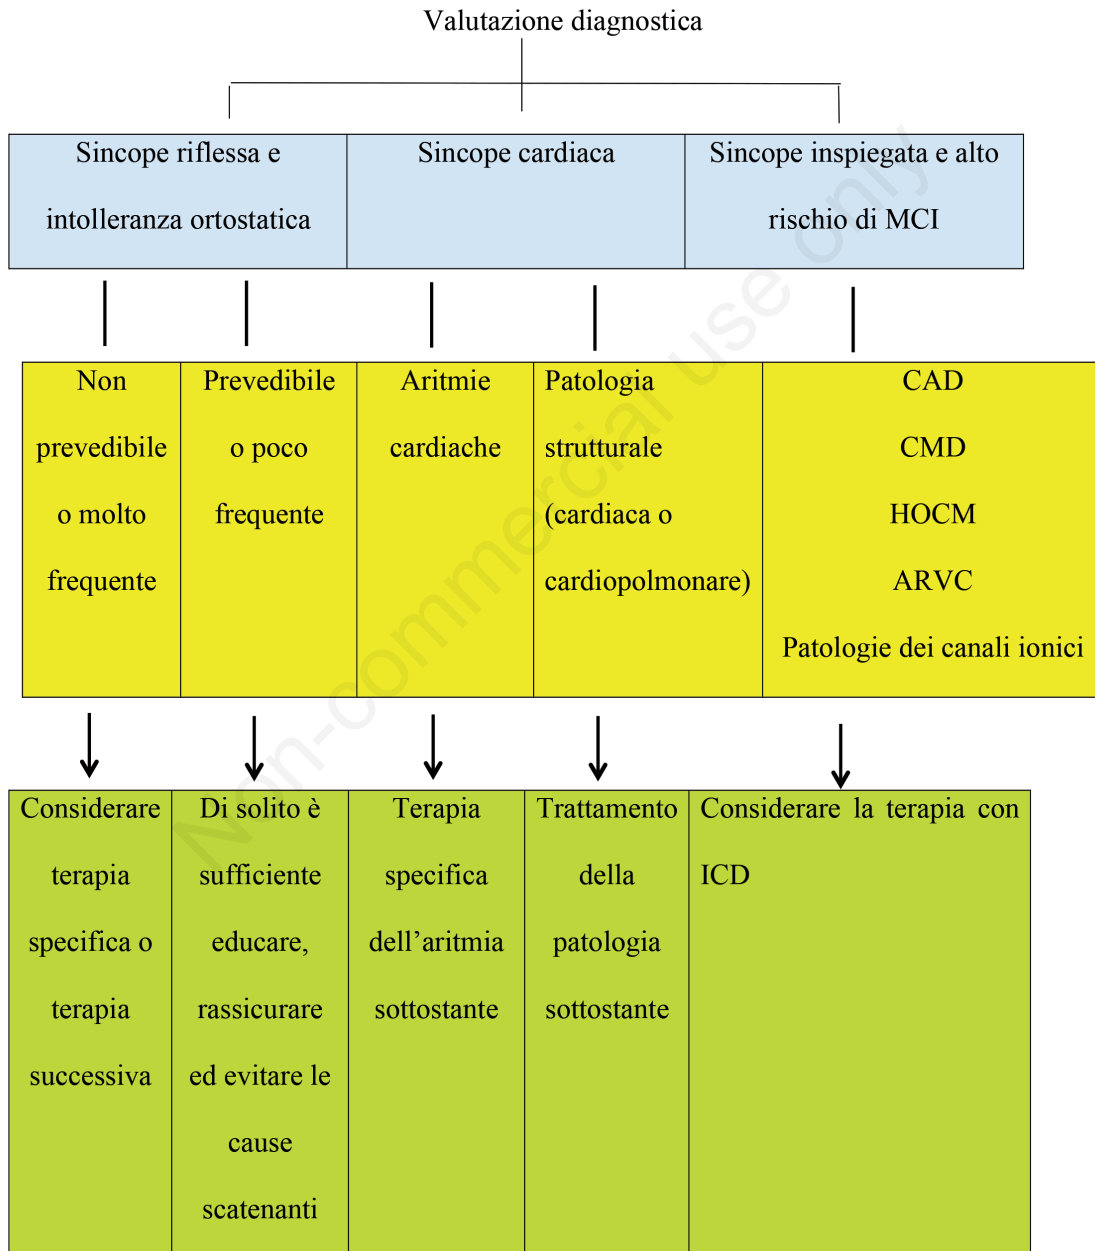 Valutazione diagnostica
Sincope riflessa e
intolleranza ortostatica
Sincope cardiaca
Sincope inspiegata e alto
rischio di MCI
Non
prevedibile
o molto
frequente
Prevedibile
o poco
frequente
Aritmie
cardiache
Patologia
strutturale
(cardiaca o
cardiopolmonare)
CAD
CMD
HOCM
ARVC
Patologie dei canali ionici
Considerare
terapia
specifica o
terapia
successiva
Di solito è
sufficiente
educare,
rassicurare
ed evitare le
cause
scatenanti
Terapia
specifica
dell’aritmia
sottostante
Trattamento
della
patologia
sottostante
Considerare la terapia con
ICD
Non-commercial use only